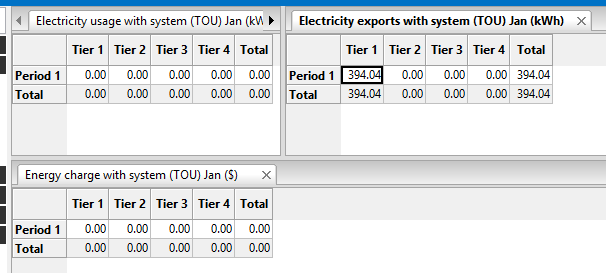 Electricity usage with system (TOU) Jan (kW
Tier 1 Tier 2 Tier 3 Tier 4 Total
Period 1 0.00 0.00 0.00 0.00 0.00
Total 0.00 0.00 0.00 0.00 0.00
Electricity exports with system (TOU) Jan (kWh)
Tier 1 Tier 2 Tier 3 Tier 4 Total
Period 1 394.04 0.00 0.00 0.00 394.04
Total 394.04 0.00 0.00 0.00 394.04
Energy charge with system (TOU) Jan ($)
Tier 1 Tier 2 Tier 3 Tier 4 Total
Period 1 0.00 0.00 0.00 0.00 0.00
Total 0.00 0.00 0.00 0.00 0.00